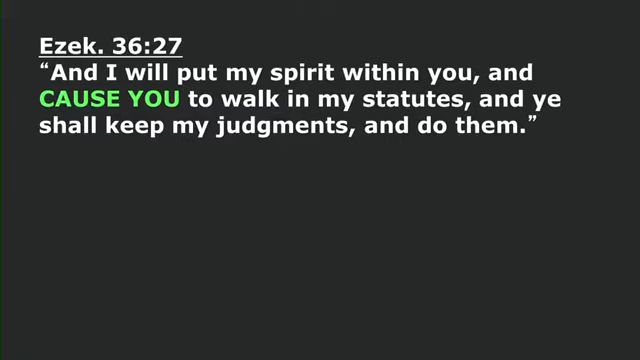 Ezek. 36:27
“And I will put my spirit within you, and
CAUSE YOU to walk in my statutes, and ye
shall keep my judgments, and do them.”